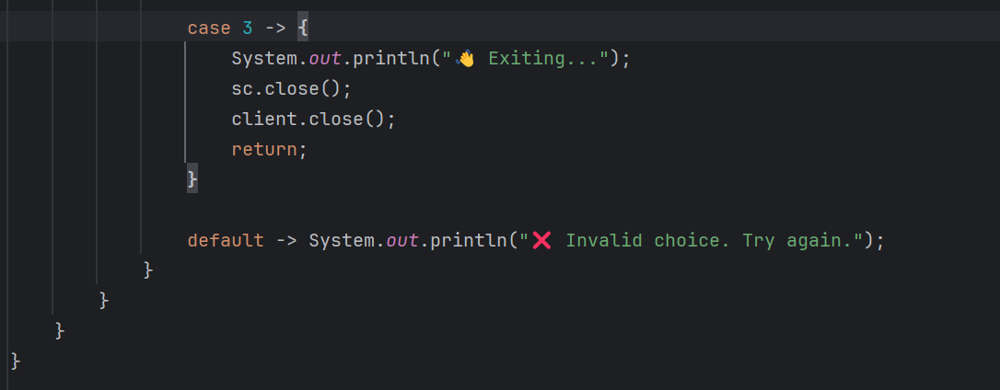 case 3 -> {
System.out.println("👋 Exiting...");
sc.close();
client.close();
return;
}
default -> System.out.println("❌ Invalid choice. Try again.");
}
}
}
}